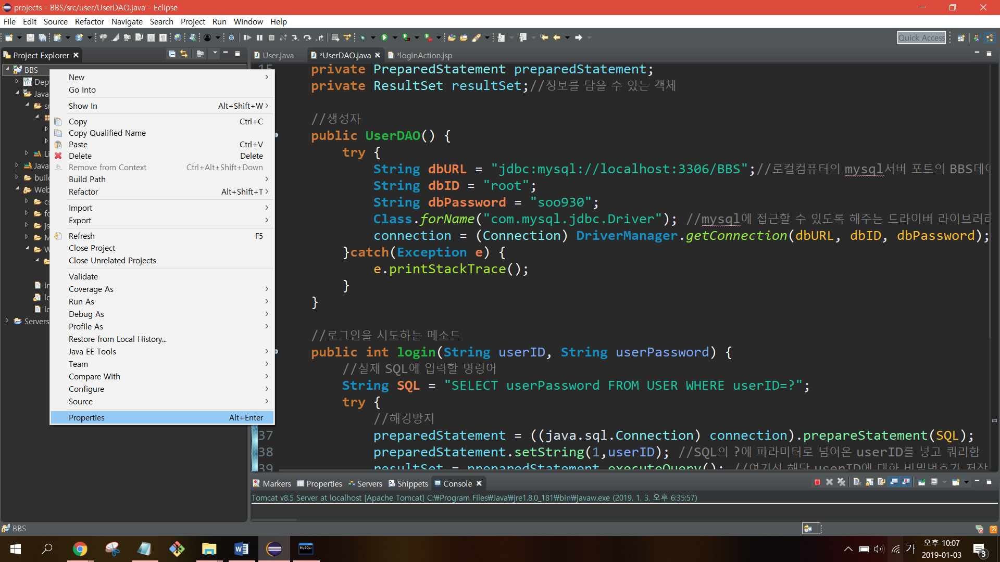 projects - BBS/src/user/UserDAO.java - Eclipse
File Edit Source Refactor Navigate Search Project Run Window Help
Quick Access
Project Explorer
User.java *UserDAO.java *loginAction.jsp
BBS
Dep
Java
Java
build
Web
Servers
New
Go Into
Show In Alt+Shift+W
Copy Ctrl+C
Copy Qualified Name
Paste Ctrl+V
Delete Delete
Remove from Context Ctrl+Alt+Shift+Down
Build Path
Refactor Alt+Shift+T
Import
Export
Refresh F5
Close Project
Close Unrelated Projects
Validate
Coverage As
Run As
Debug As
Profile As
Restore from Local History...
Java EE Tools
Team
Compare With
Configure
Source
Properties Alt+Enter
15 private PreparedStatement preparedStatement;
private ResultSet resultSet;//정보를 담을 수 있는 객체
//생성자
public UserDAO() {
try {
String dbURL = "jdbc:mysql://localhost:3306/BBS";//로컬컴퓨터의 mysql서버 포트의 BBS데이
String dbID = "root";
String dbPassword = "soo930";
Class.forName("com.mysql.jdbc.Driver"); //mysql에 접근할 수 있도록 해주는 드라이버 라이브러리
connection = (Connection) DriverManager.getConnection(dbURL, dbID, dbPassword);
}catch(Exception e) {
e.printStackTrace();
}
}
//로그인을 시도하는 메소드
public int login(String userID, String userPassword) {
//실제 SQL에 입력할 명령어
String SQL = "SELECT userPassword FROM USER WHERE userID=?";
try {
//해킹방지
37 preparedStatement = ((java.sql.Connection) connection).prepareStatement(SQL);
38 preparedStatement.setString(1,userID); //SQL의 ?에 파라미터로 넘어온 userID를 넣고 쿼리함
39 resultSet = preparedStatement.executeQuery(); //여기선 해당 userID에 대한 비밀번호가 저장
Markers Properties Servers Snippets Console
Tomcat v8.5 Server at localhost [Apache Tomcat] C:₩Program Files₩Java₩jre1.8.0_181₩bin₩javaw.exe (2019. 1. 3. 오후 6:35:57)
BBS
MySQL
가
오후 10:07
2019-01-03
3